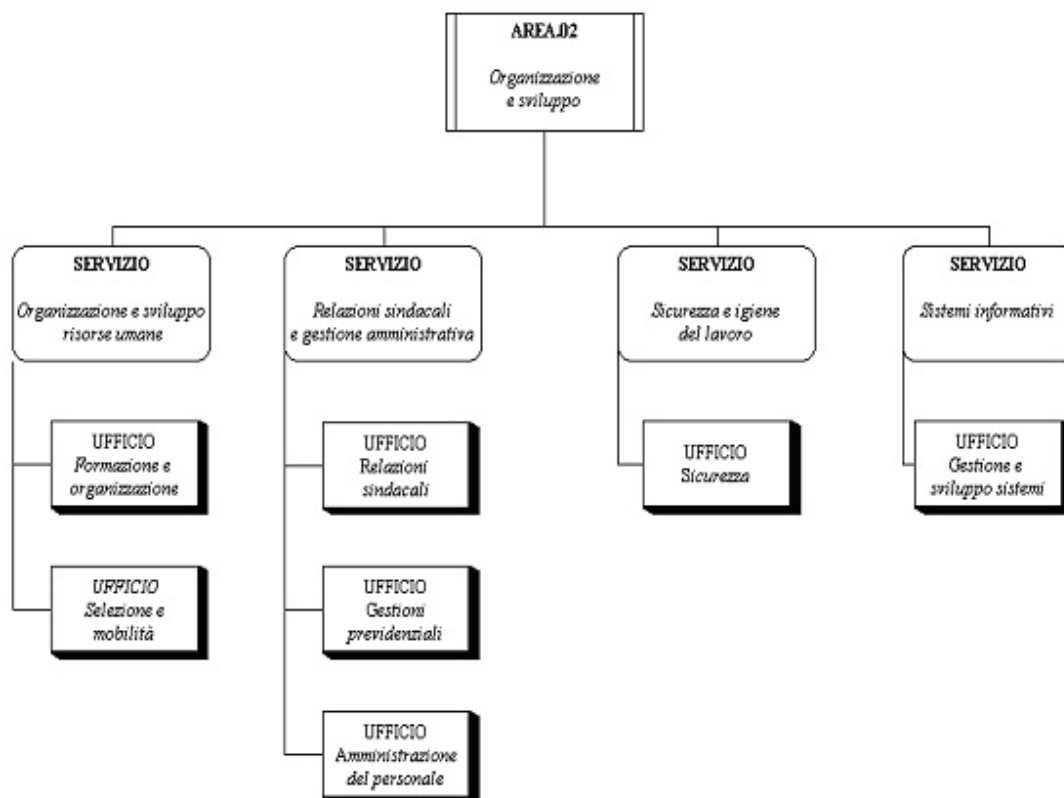 AREA.02
Organizzazione
e sviluppo
SERVIZIO
Organizzazione e sviluppo
risorse umane
SERVIZIO
Relazioni sindacali
e gestione amministrativa
SERVIZIO
Sicurezza e igiene
del lavoro
SERVIZIO
Sistemi informativi
UFFICIO
Formazione e
organizzazione
UFFICIO
Relazioni
sindacali
UFFICIO
Sicurezza
UFFICIO
Gestione e
sviluppo sistemi
UFFICIO
Selezione e
mobilità
UFFICIO
Gestioni
previdenziali
UFFICIO
Amministrazione
del personale